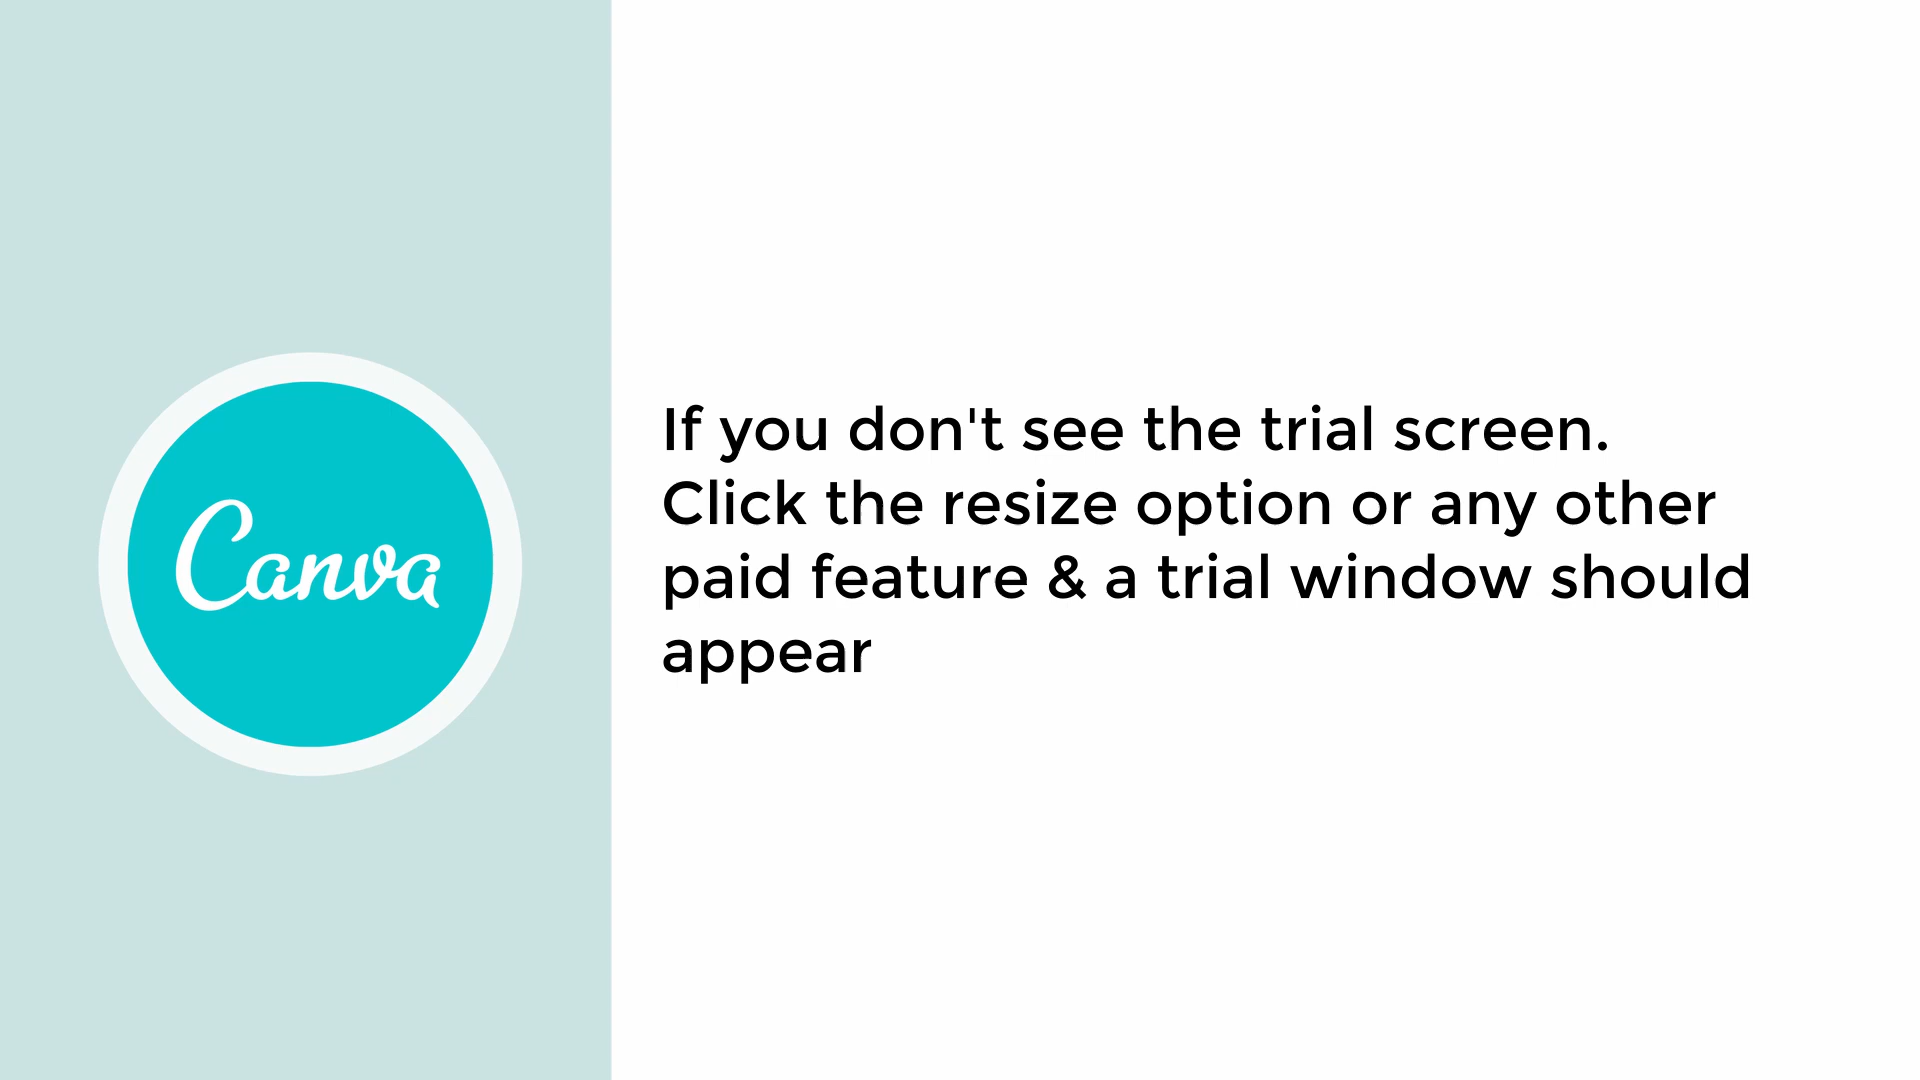 Canva
If you don't see the trial screen.
Click the resize option or any other
paid feature & a trial window should
appear